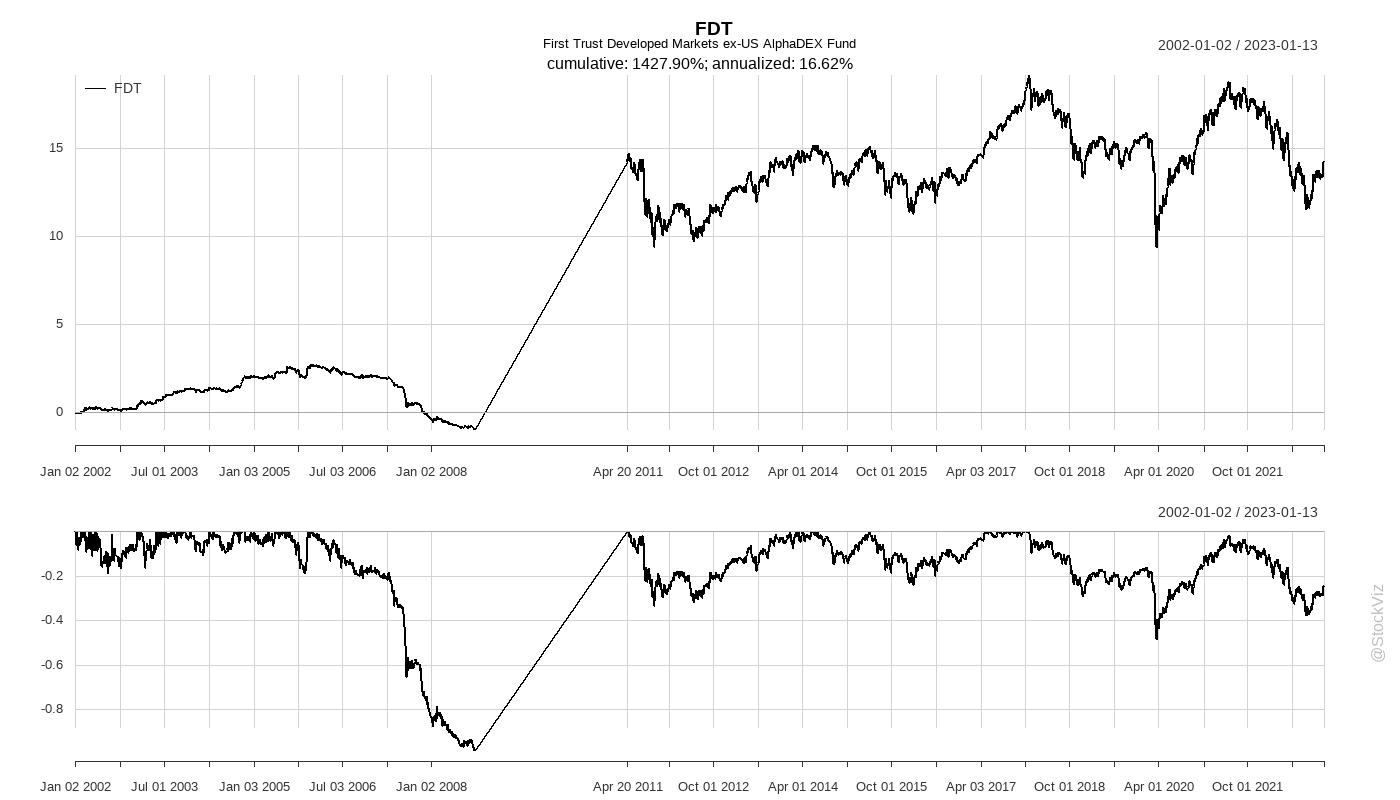 FDT
First Trust Developed Markets ex-US AlphaDEX Fund
cumulative: 1427.90%; annualized: 16.62%
2002-01-02 / 2023-01-13
FDT
15
10
5
0
Jan 02 2002 Jul 01 2003 Jan 03 2005 Jul 03 2006 Jan 02 2008 Apr 20 2011 Oct 01 2012 Apr 01 2014 Oct 01 2015 Apr 03 2017 Oct 01 2018 Apr 01 2020 Oct 01 2021
2002-01-02 / 2023-01-13
-0.2
-0.4
-0.6
-0.8
Jan 02 2002 Jul 01 2003 Jan 03 2005 Jul 03 2006 Jan 02 2008 Apr 20 2011 Oct 01 2012 Apr 01 2014 Oct 01 2015 Apr 03 2017 Oct 01 2018 Apr 01 2020 Oct 01 2021
@StockViz